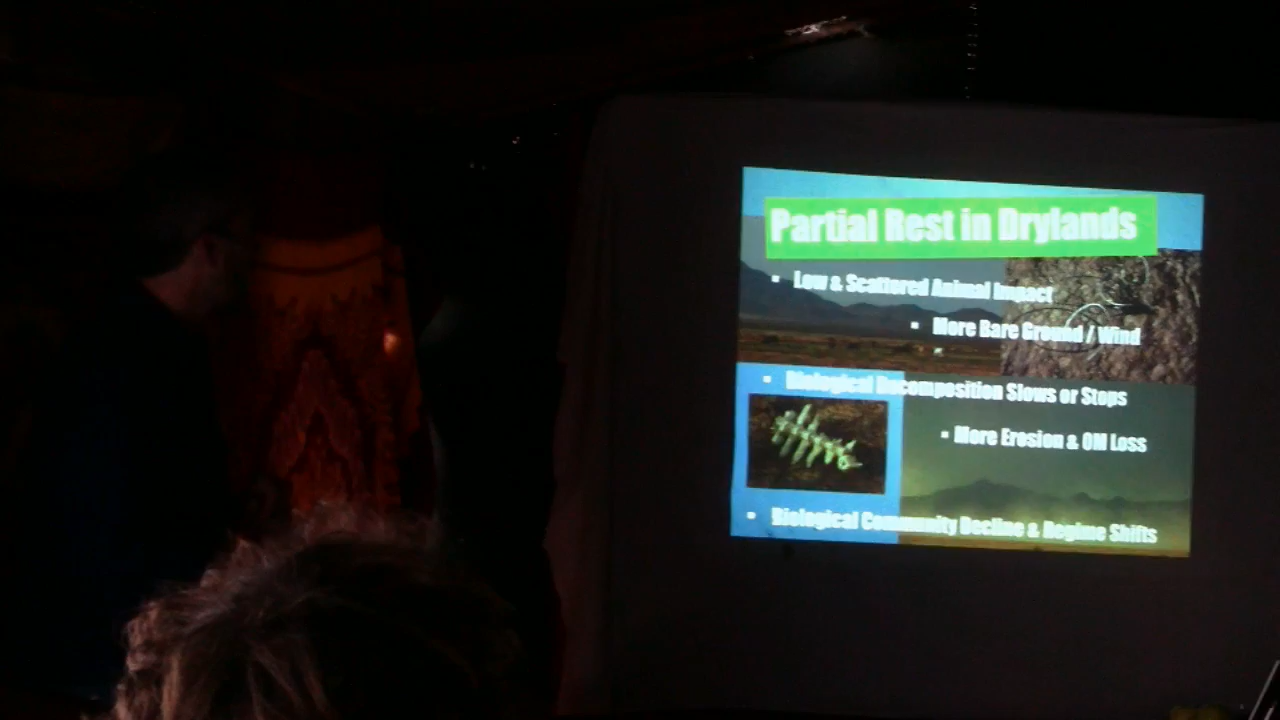 Partial Rest in Drylands
▪ Low & Scattered Animal Impact
▪ More Bare Ground / Wind
▪ Biological Decomposition Slows or Stops
▪ More Erosion & OM Loss
▪ Biological Community Decline & Regime Shifts